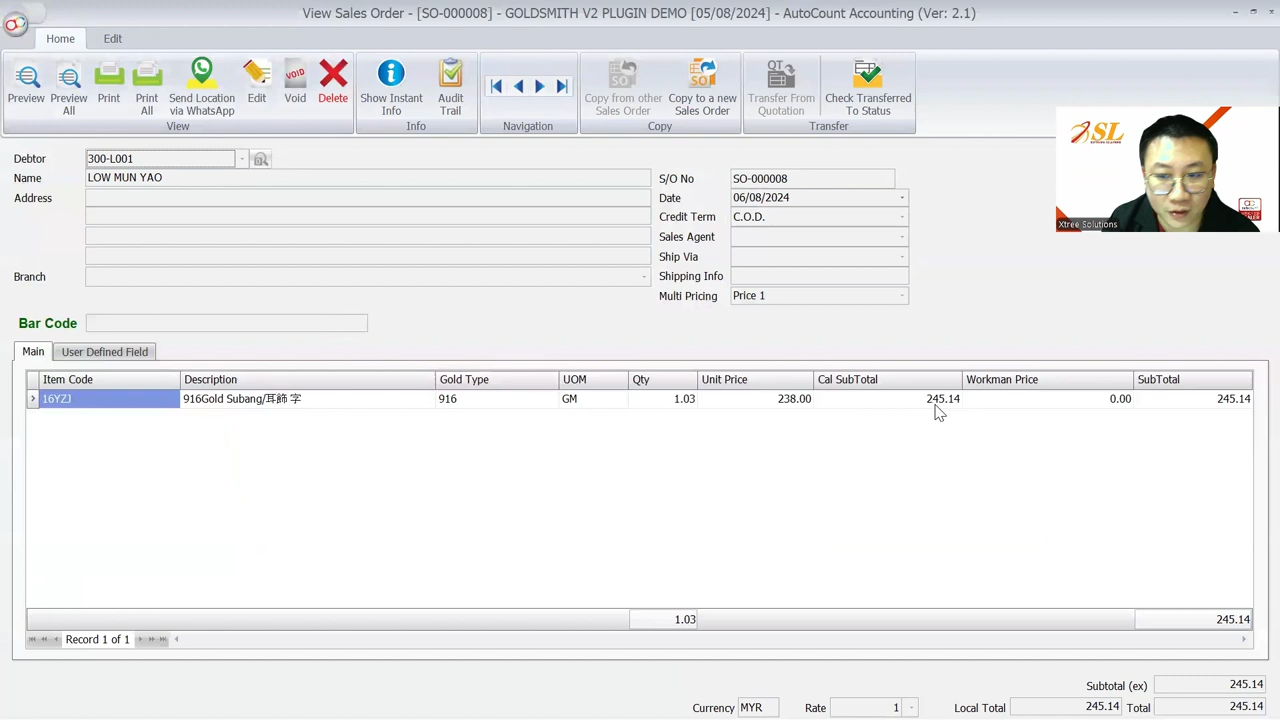 View Sales Order - [SO-000008] - GOLDSMITH V2 PLUGIN DEMO [05/08/2024] - AutoCount Accounting (Ver: 2.1)
Home Edit
Preview Preview All Print Print All Send Location via WhatsApp Edit Void Delete Show Instant Info Audit Trail Copy from other Sales Order Copy to a new Sales Order Transfer From Quotation Check Transferred To Status
View Info Navigation Copy Transfer
SO SO QT VOID
Debtor 300-L001
Name LOW MUN YAO
Address
Branch
S/O No SO-000008
Date 06/08/2024
Credit Term C.O.D.
Sales Agent
Ship Via
Shipping Info
Multi Pricing Price 1
SL
Xtree Solutions
Bar Code
Main User Defined Field
Item Code Description Gold Type UOM Qty Unit Price Cal SubTotal Workman Price SubTotal
16YZJ 916Gold Subang/耳飾 字 916 GM 1.03 238.00 245.14 0.00 245.14
1.03 245.14
Record 1 of 1
Subtotal (ex) 245.14
Currency MYR Rate 1 Local Total 245.14 Total 245.14